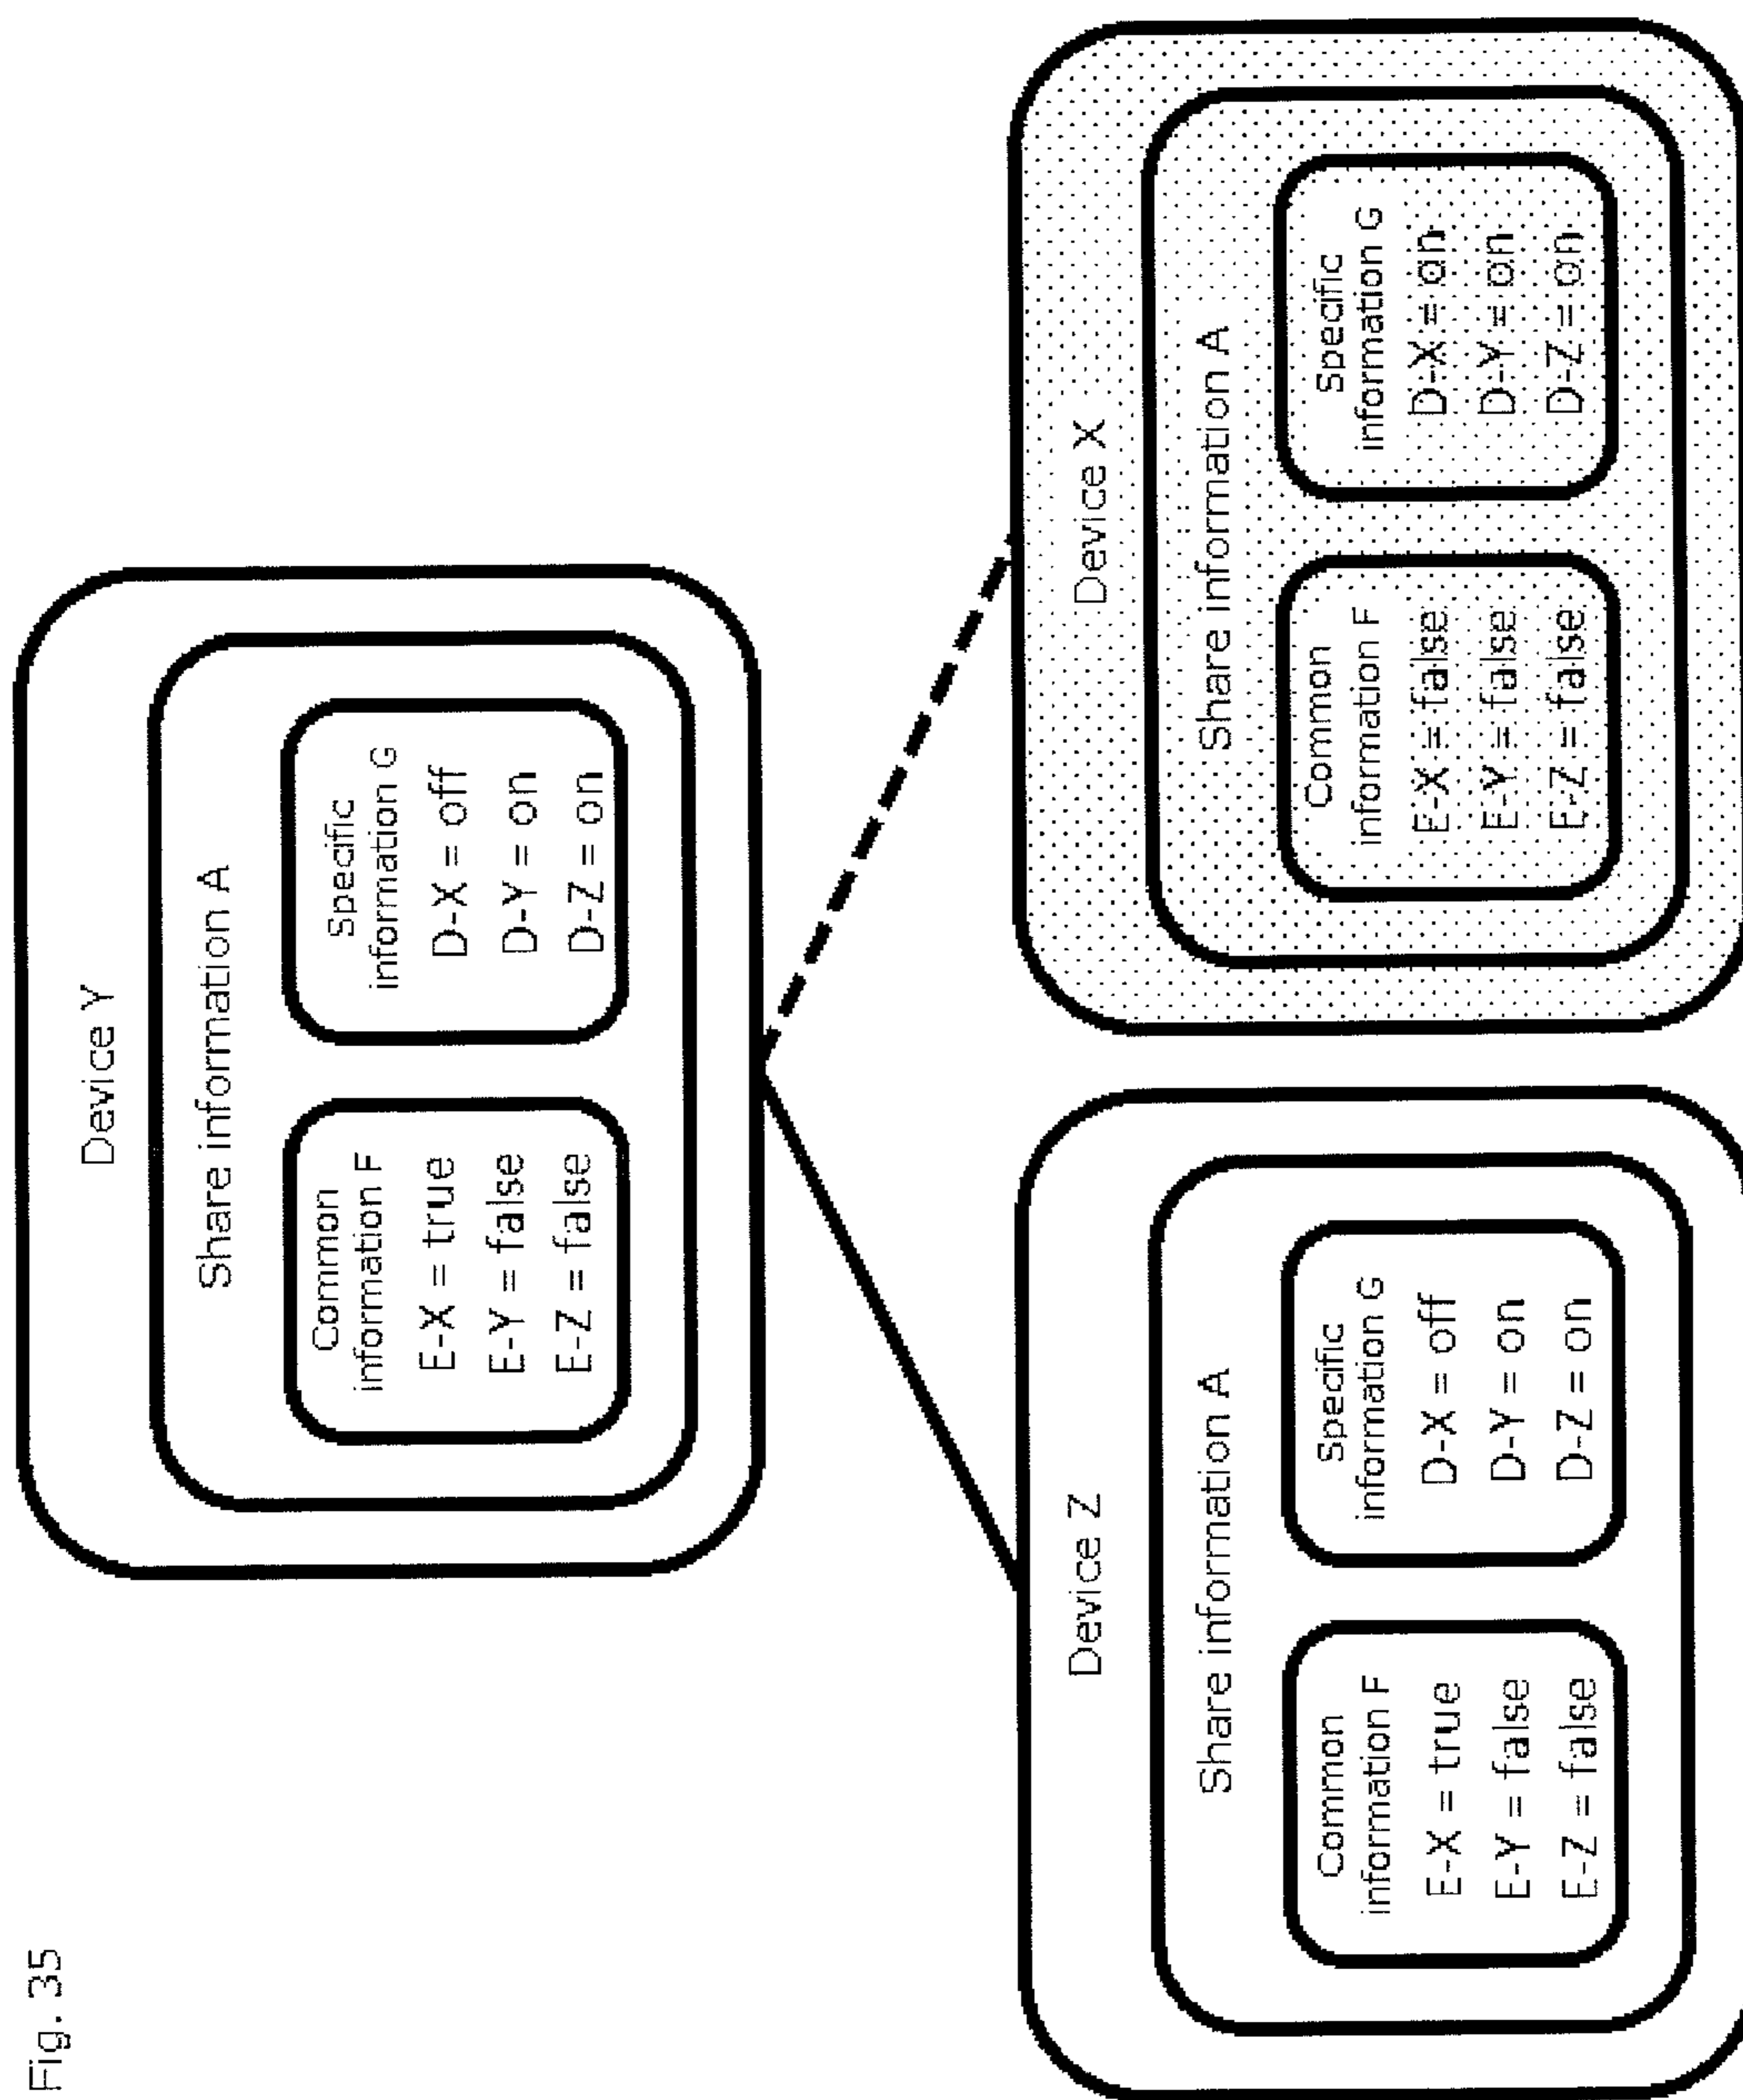 Fig. 35
Device Y
Share information A
Common
information F
E-X = true
E-Y = false
E-Z = false
Specific
information G
D-X = off
D-Y = on
D-Z = on
Device Z
Share information A
Common
information F
E-X = true
E-Y = false
E-Z = false
Specific
information G
D-X = off
D-Y = on
D-Z = on
Device X
Share information A
Common
information F
E-X = false
E-Y = false
E-Z = false
Specific
information G
D-X = on
D-Y = on
D-Z = on